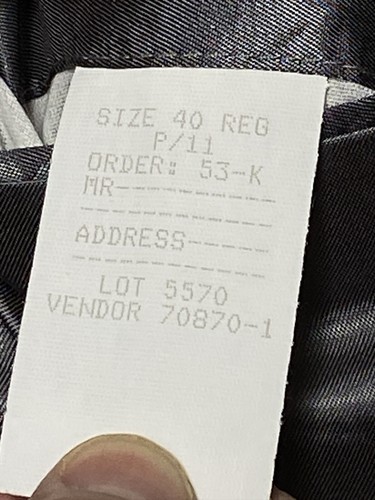 SIZE 40 REG
P/11
ORDER: 53-K
MR
ADDRESS
LOT 5570
VENDOR 70870-1